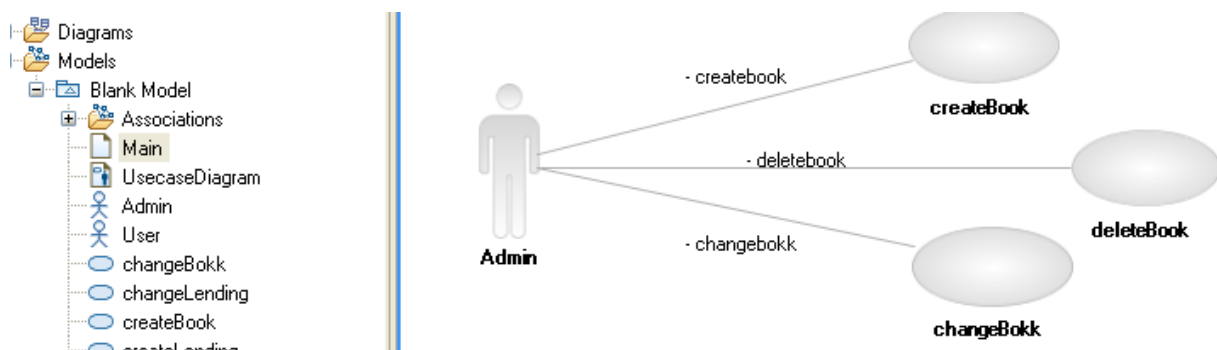 Diagrams
Models
Blank Model
Associations
Main
UsecaseDiagram
Admin
User
changeBokk
changeLending
createBook
createLending
- createbook
createBook
- deletebook
deleteBook
- changebokk
Admin
changeBokk